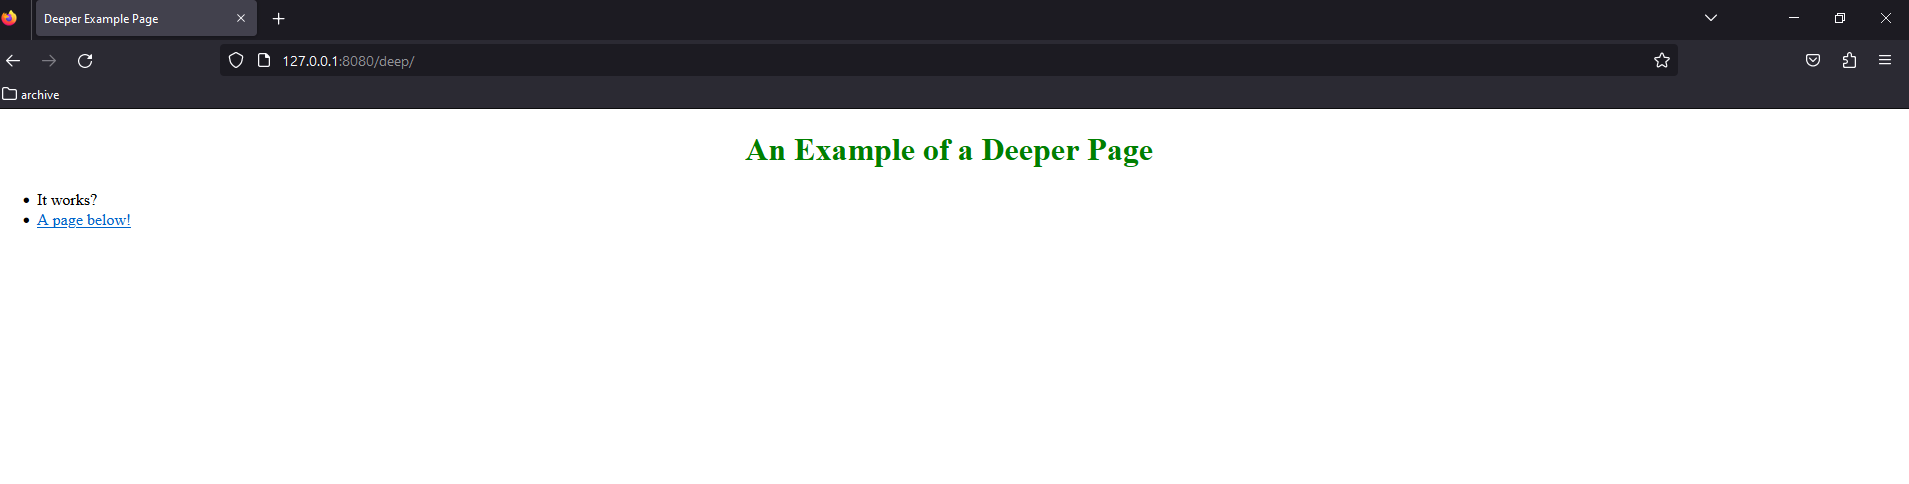 Deeper Example Page
127.0.0.1:8080/deep/
archive
An Example of a Deeper Page
It works?
A page below!